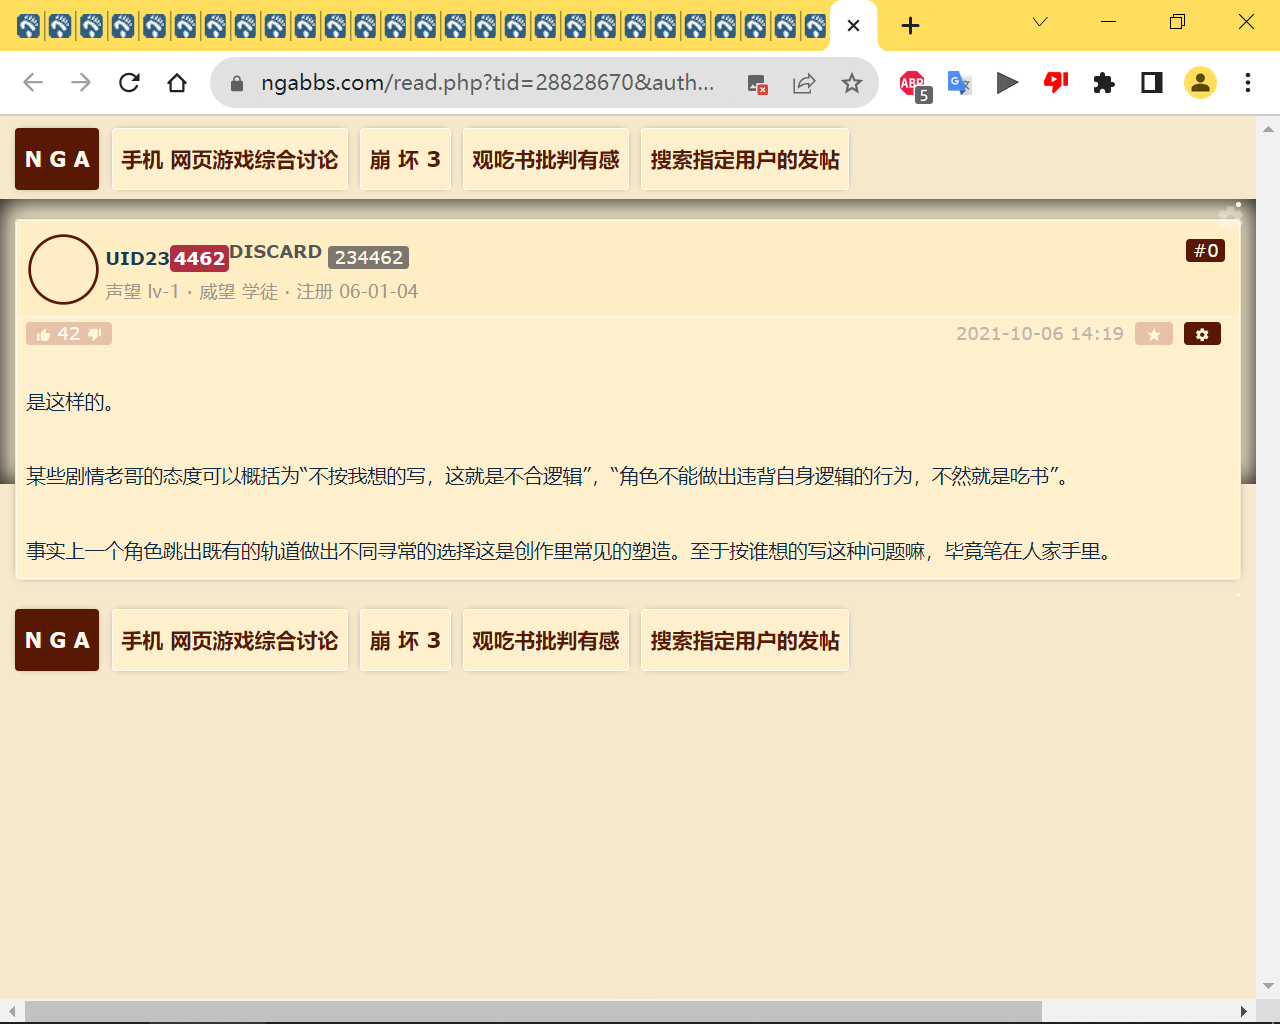 ngabbs.com/read.php?tid=28828670&auth...
ABP
5
N G A
手机 网页游戏综合讨论
崩 坏 3
观吃书批判有感
搜索指定用户的发帖
UID234462DISCARD 234462
#0
声望 lv-1 · 威望 学徒 · 注册 06-01-04
42
2021-10-06 14:19
是这样的。
某些剧情老哥的态度可以概括为“不按我想的写，这就是不合逻辑”，“角色不能做出违背自身逻辑的行为，不然就是吃书”。
事实上一个角色跳出既有的轨道做出不同寻常的选择这是创作里常见的塑造。至于按谁想的写这种问题嘛，毕竟笔在人家手里。
N G A
手机 网页游戏综合讨论
崩 坏 3
观吃书批判有感
搜索指定用户的发帖